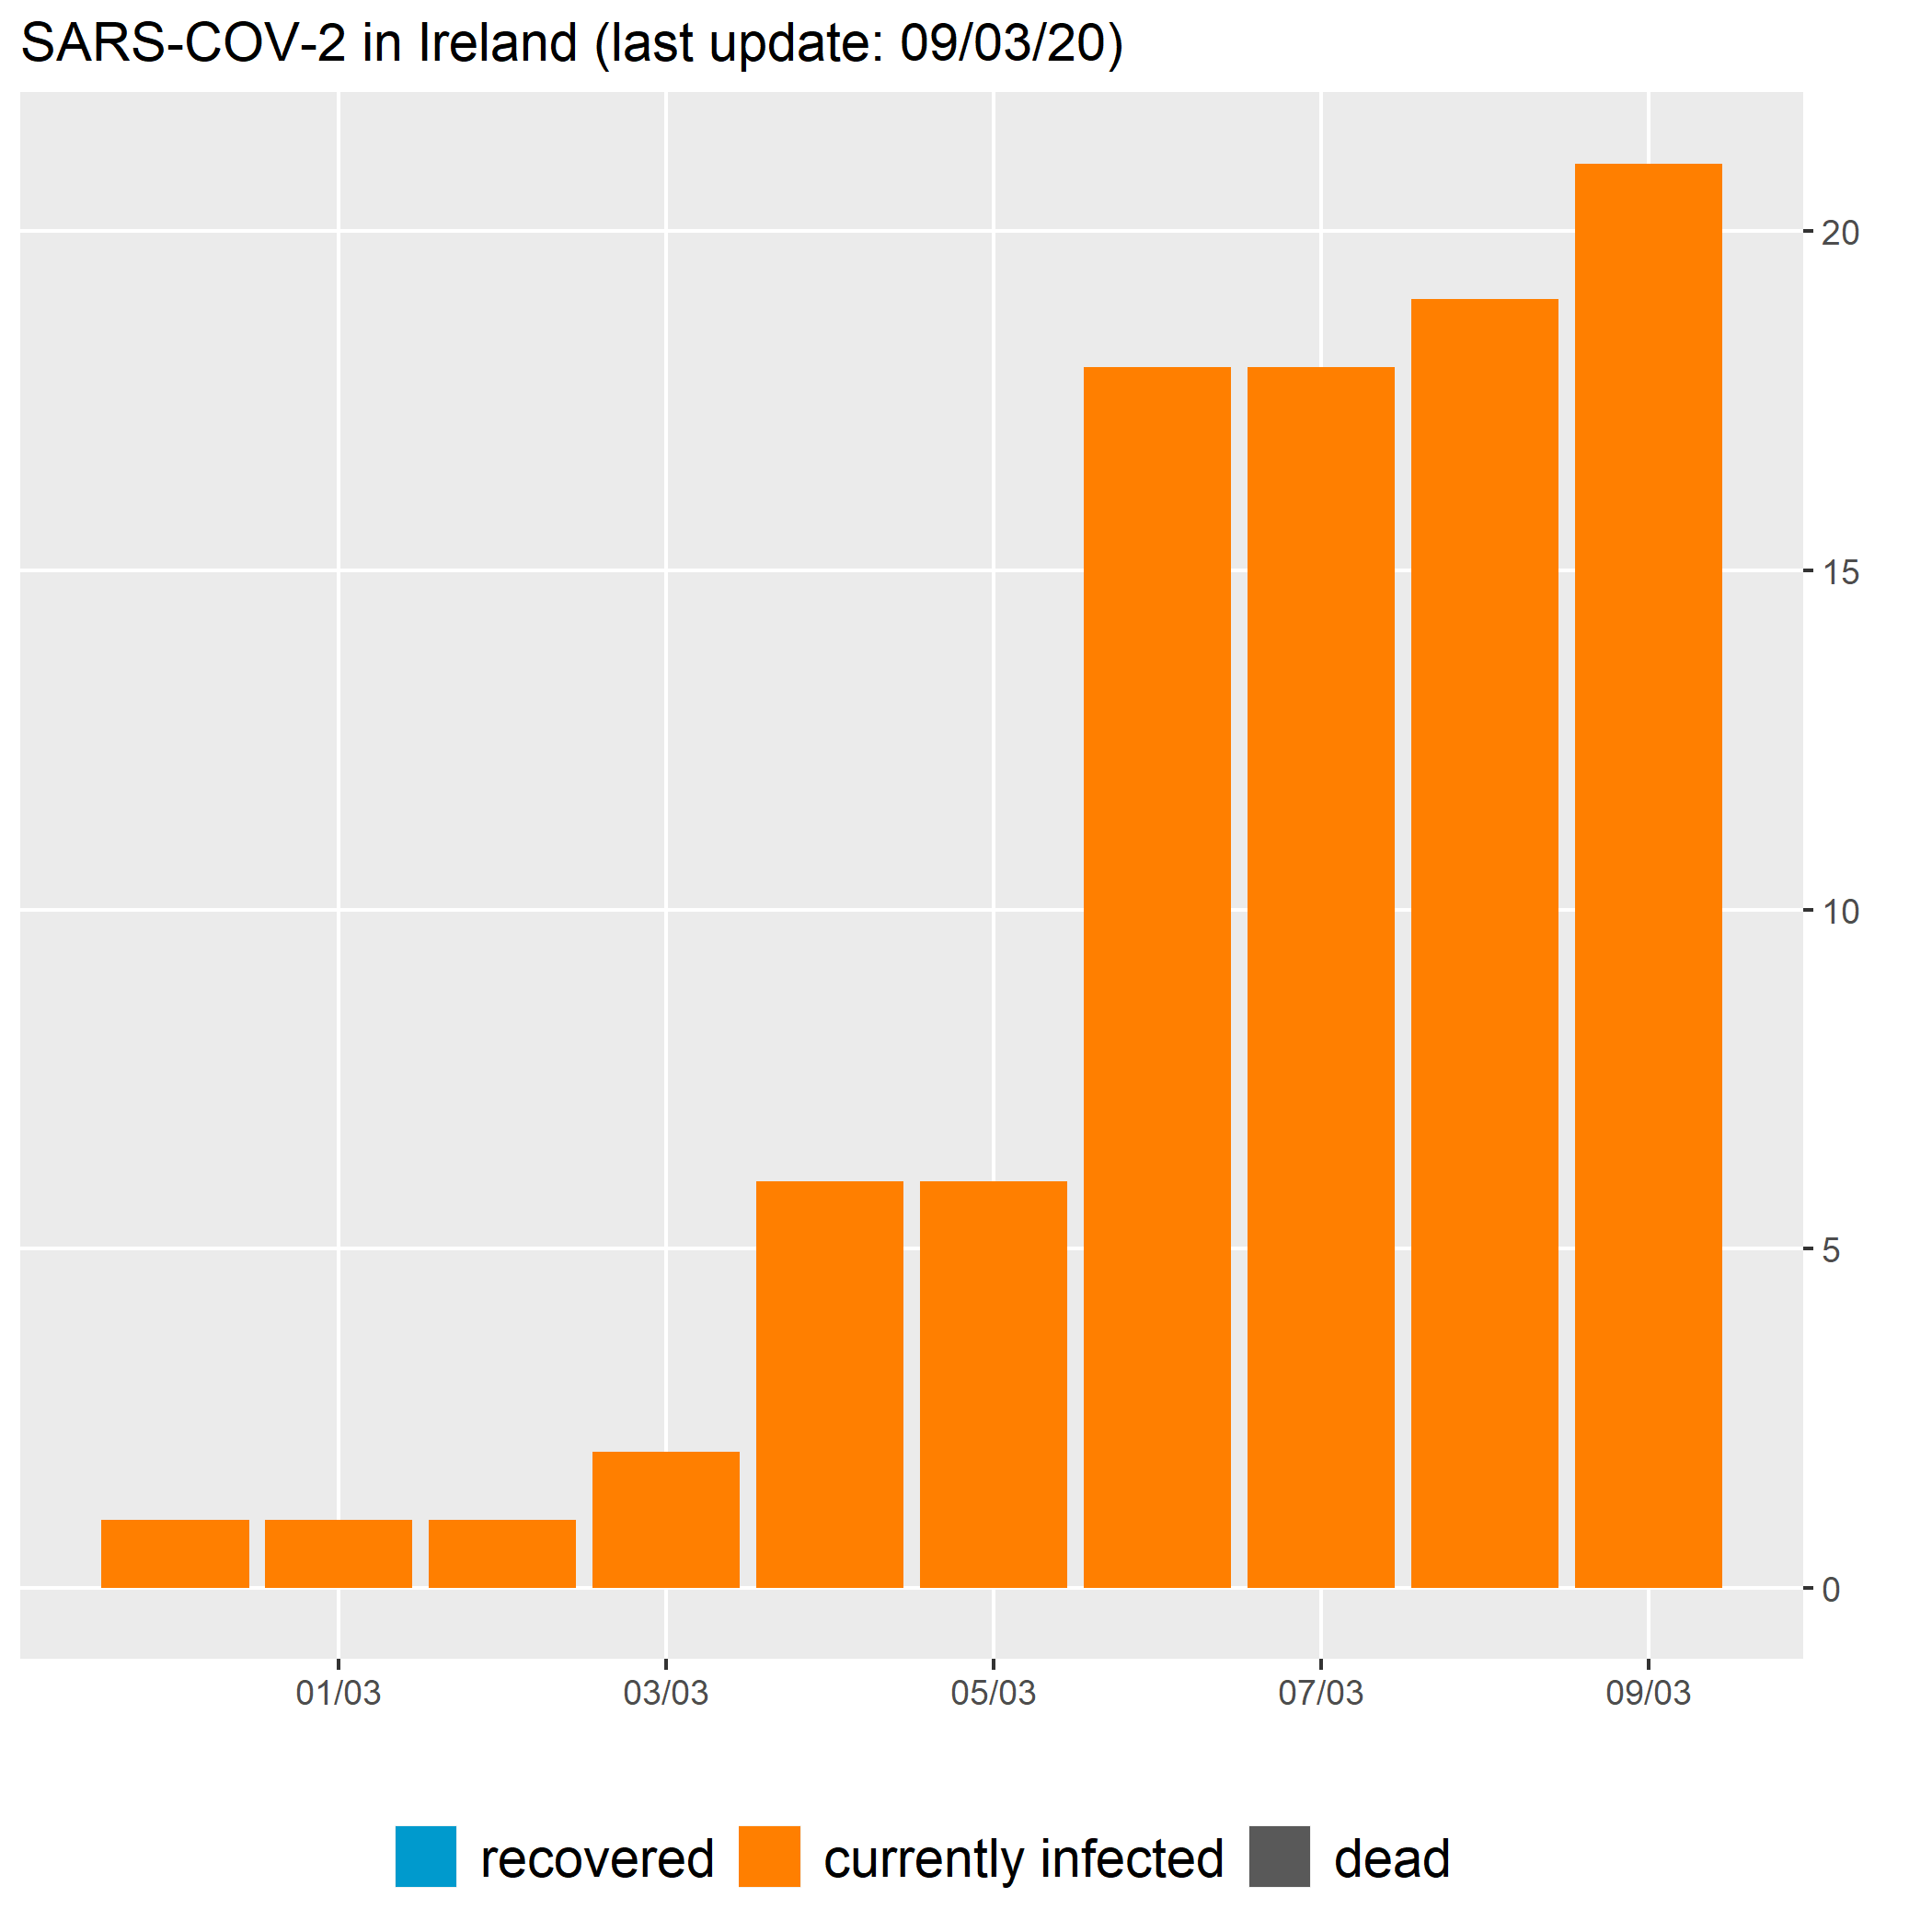 SARS-COV-2 in Ireland (last update: 09/03/20)
20
15
10
5
0
01/03 03/03 05/03 07/03 09/03
recovered currently infected dead